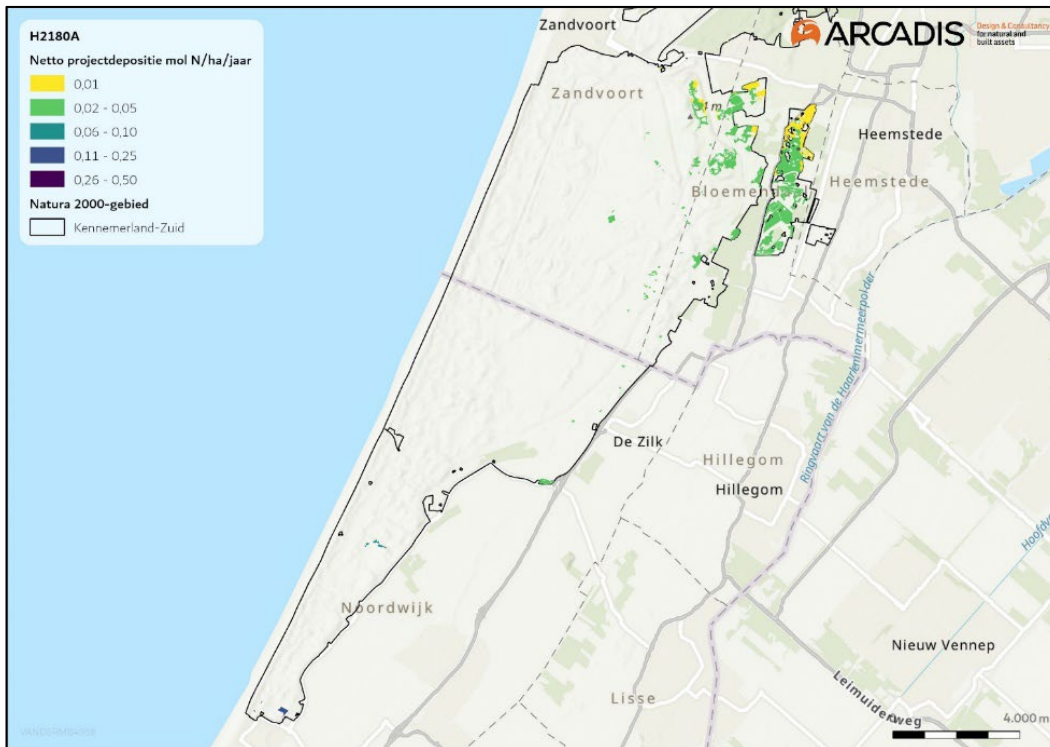 H2180A
Netto projectdepositie mol N/ha/jaar
0,01
0,02 - 0,05
0,06 - 0,10
0,11 - 0,25
0,26 - 0,50
Natura 2000-gebied
Kennemerland-Zuid
Zandvoort
ARCADIS
Design & Consultancy
for natural and
built assets
Zandvoort
Heemstede
Bloemend
Heemstede
Ringvaart van de Haarlemmermeerpolder
De Zilk
Hillegom
Hillegom
Hoofdv
Noordwijk
Nieuw Vennep
Lisse
Leimuiderweg
4.000 m